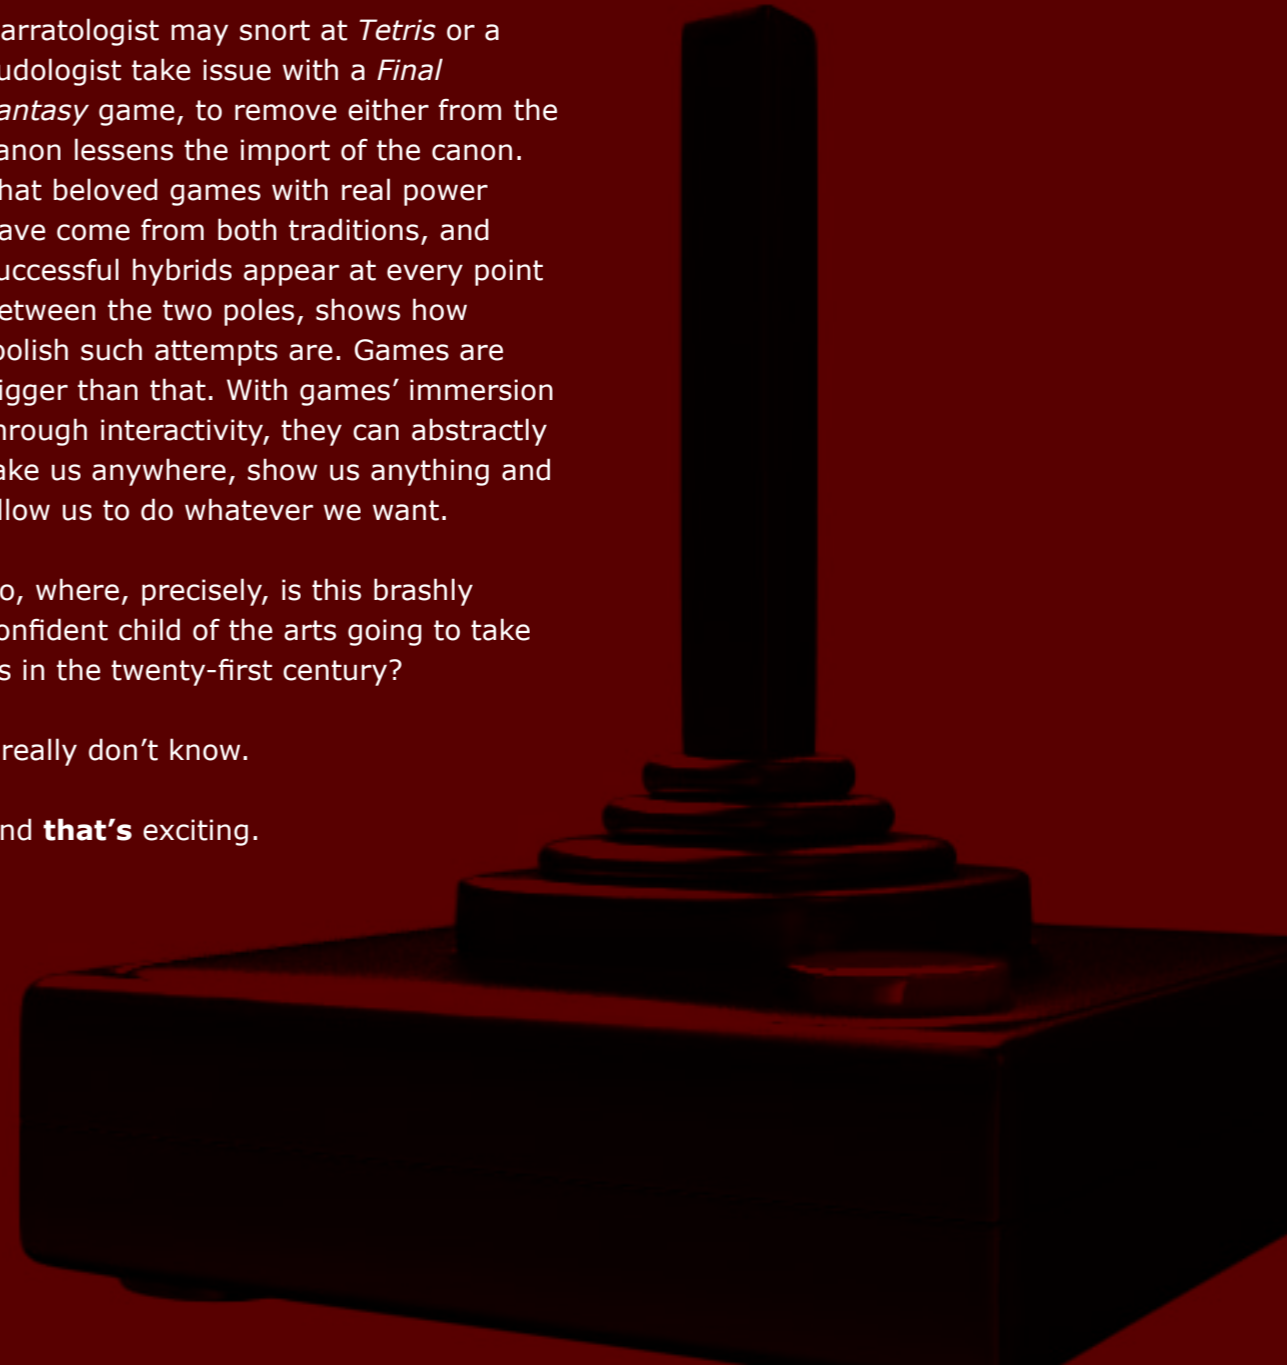 arratologist may snort at Tetris or a
udologist take issue with a Final
antasy game, to remove either from the
anon lessens the import of the canon.
hat beloved games with real power
ave come from both traditions, and
uccessful hybrids appear at every point
etween the two poles, shows how
oolish such attempts are. Games are
igger than that. With games’ immersion
hrough interactivity, they can abstractly
ake us anywhere, show us anything and
llow us to do whatever we want.
o, where, precisely, is this brashly
onfident child of the arts going to take
s in the twenty-first century?
really don’t know.
nd that’s exciting.